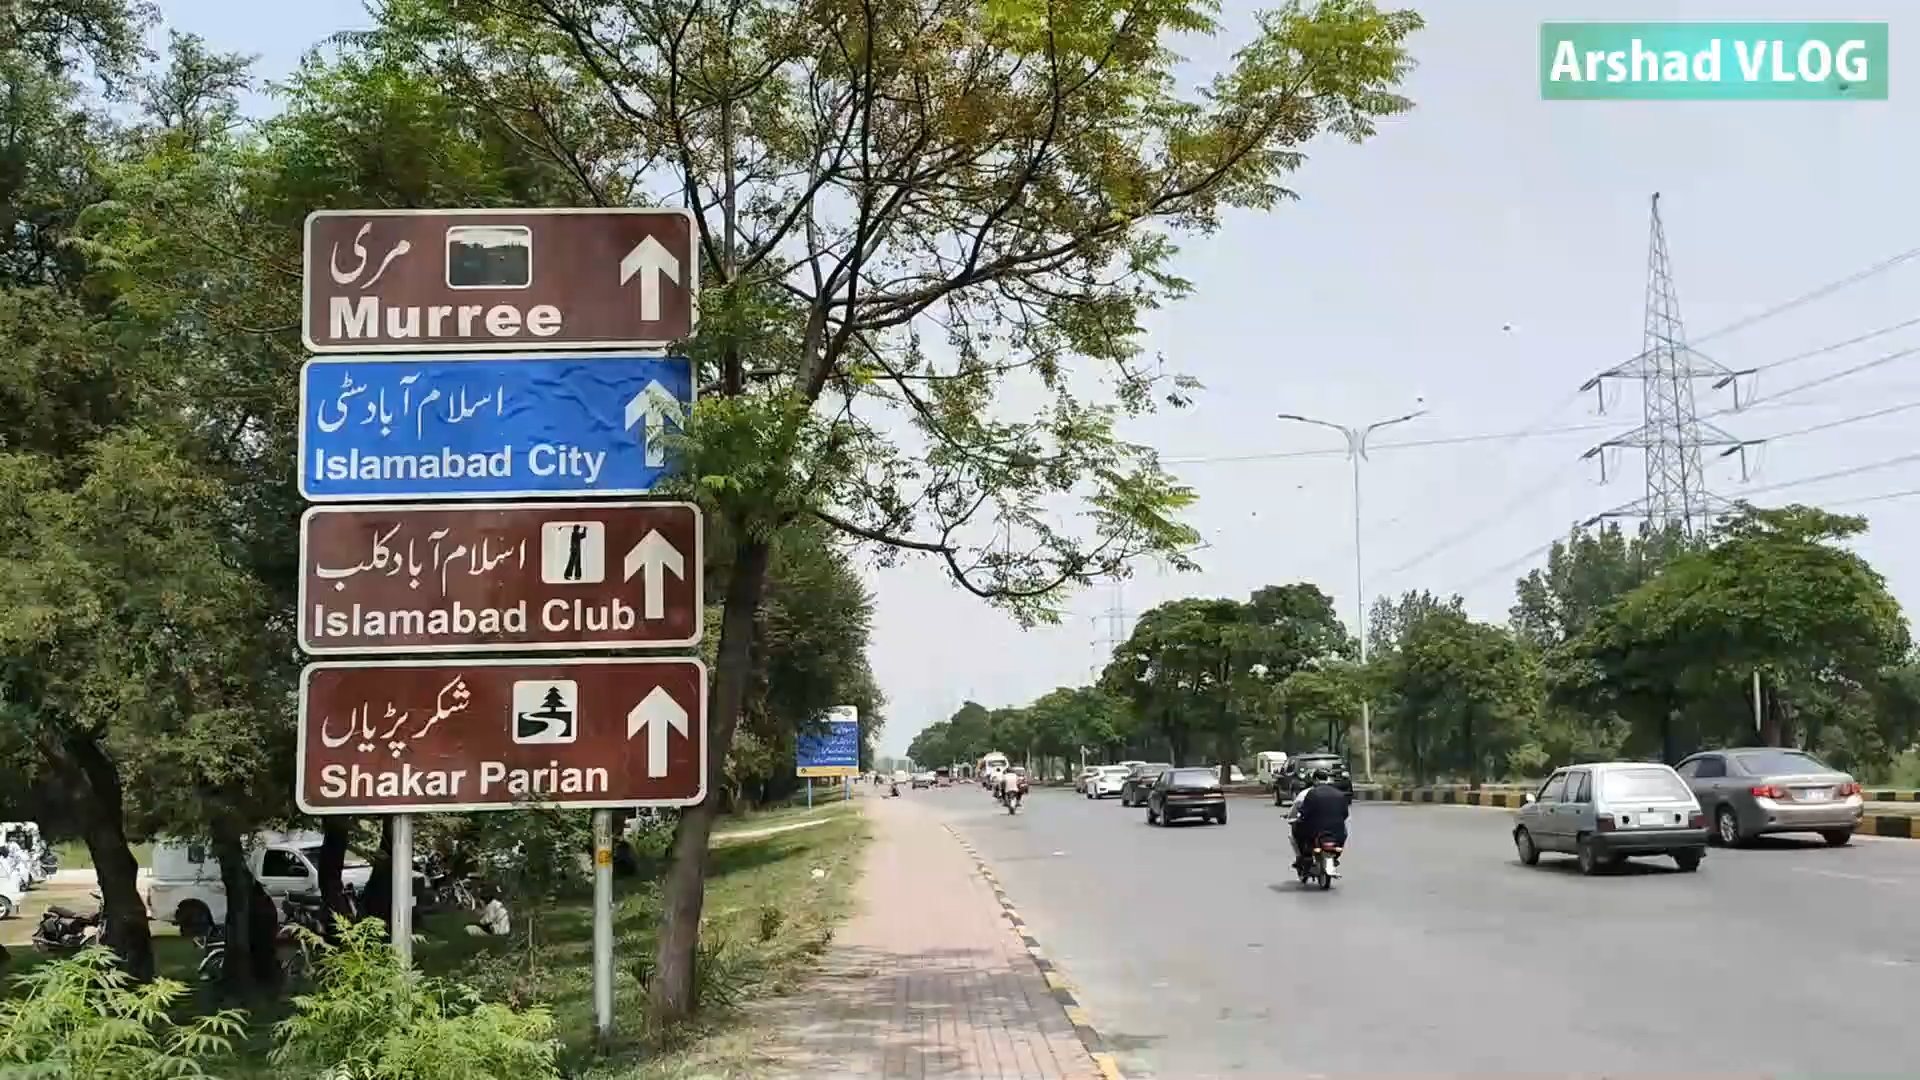 Arshad VLOG
مری
Murree
اسلام آباد سٹی
Islamabad City
اسلام آباد کلب
Islamabad Club
شکر پڑیاں
Shakar Parian